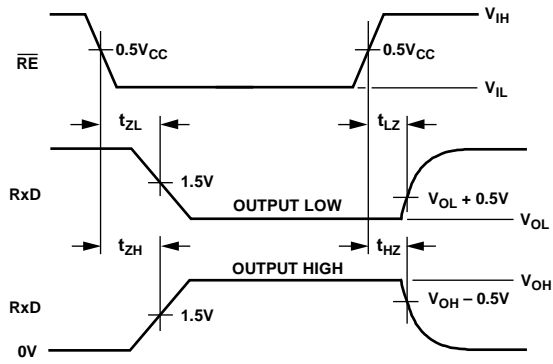 V_IH
R̅E̅
0.5V_CC
0.5V_CC
V_IL
t_ZL
t_LZ
RxD
1.5V
OUTPUT LOW
V_OL + 0.5V
V_OL
t_ZH
t_HZ
OUTPUT HIGH
V_OH
RxD
1.5V
V_OH – 0.5V
0V